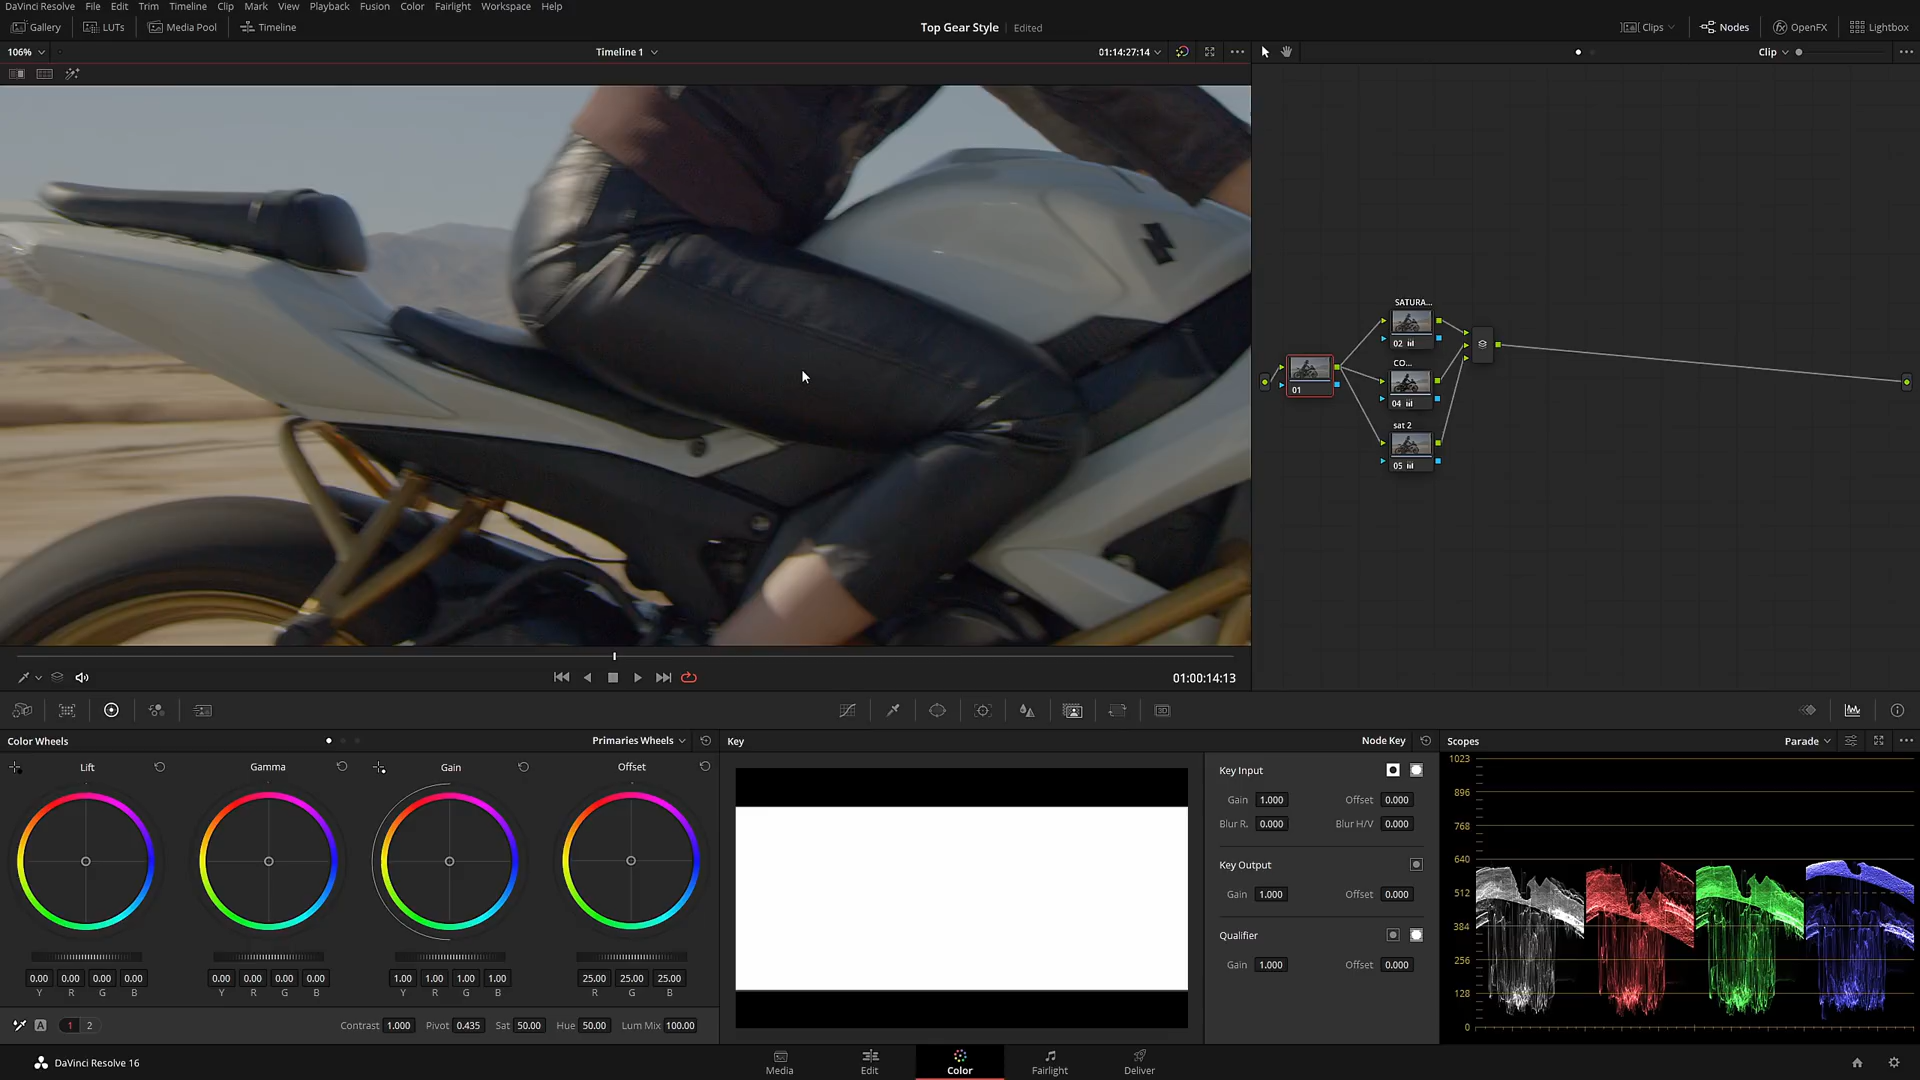 DaVinci Resolve File Edit Trim Timeline Clip Mark View Playback Fusion Color Fairlight Workspace Help
Gallery LUTs Media Pool Timeline Top Gear Style Edited Clips Nodes OpenFX Lightbox
106% Timeline 1 01:14:27:14 Clip
SATURA...
02
CO...
01
04
sat 2
05
01:00:14:13
Color Wheels Primaries Wheels Key Node Key Scopes Parade
Lift Gamma Gain Offset
0.00 0.00 0.00 0.00 0.00 0.00 0.00 0.00 1.00 1.00 1.00 1.00 25.00 25.00 25.00
Y R G B Y R G B Y R G B R G B
A 1 2 Contrast 1.000 Pivot 0.435 Sat 50.00 Hue 50.00 Lum Mix 100.00
Key Input
Gain 1.000 Offset 0.000
Blur R. 0.000 Blur H/V 0.000
Key Output
Gain 1.000 Offset 0.000
Qualifier
Gain 1.000 Offset 0.000
1023
896
768
640
512
384
256
128
0
DaVinci Resolve 16 Media Edit Color Fairlight Deliver